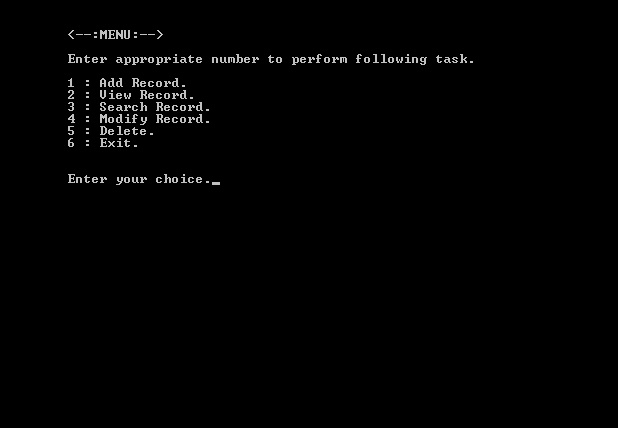 <--:MENU:-->
Enter appropriate number to perform following task.
1 : Add Record.
2 : View Record.
3 : Search Record.
4 : Modify Record.
5 : Delete.
6 : Exit.
Enter your choice._